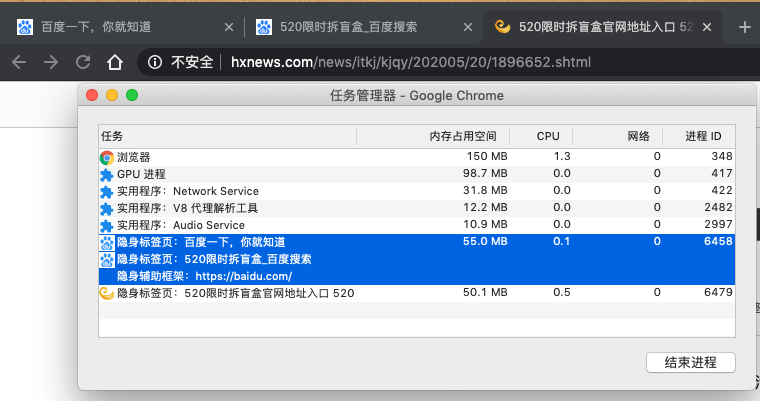 百度一下，你就知道
520限时拆盲盒_百度搜索
520限时拆盲盒官网地址入口 52
不安全 hxnews.com/news/itkj/kjqy/202005/20/1896652.shtml
任务管理器 - Google Chrome
任务 内存占用空间 CPU 网络 进程 ID
浏览器 150 MB 1.3 0 348
GPU 进程 98.7 MB 0.0 0 417
实用程序：Network Service 31.8 MB 0.0 0 422
实用程序：V8 代理解析工具 12.2 MB 0.0 0 2482
实用程序：Audio Service 10.9 MB 0.0 0 2997
隐身标签页：百度一下，你就知道 55.0 MB 0.1 0 6458
隐身标签页：520限时拆盲盒_百度搜索
隐身辅助框架：https://baidu.com/
隐身标签页：520限时拆盲盒官网地址入口 520 50.1 MB 0.5 0 6479
结束进程